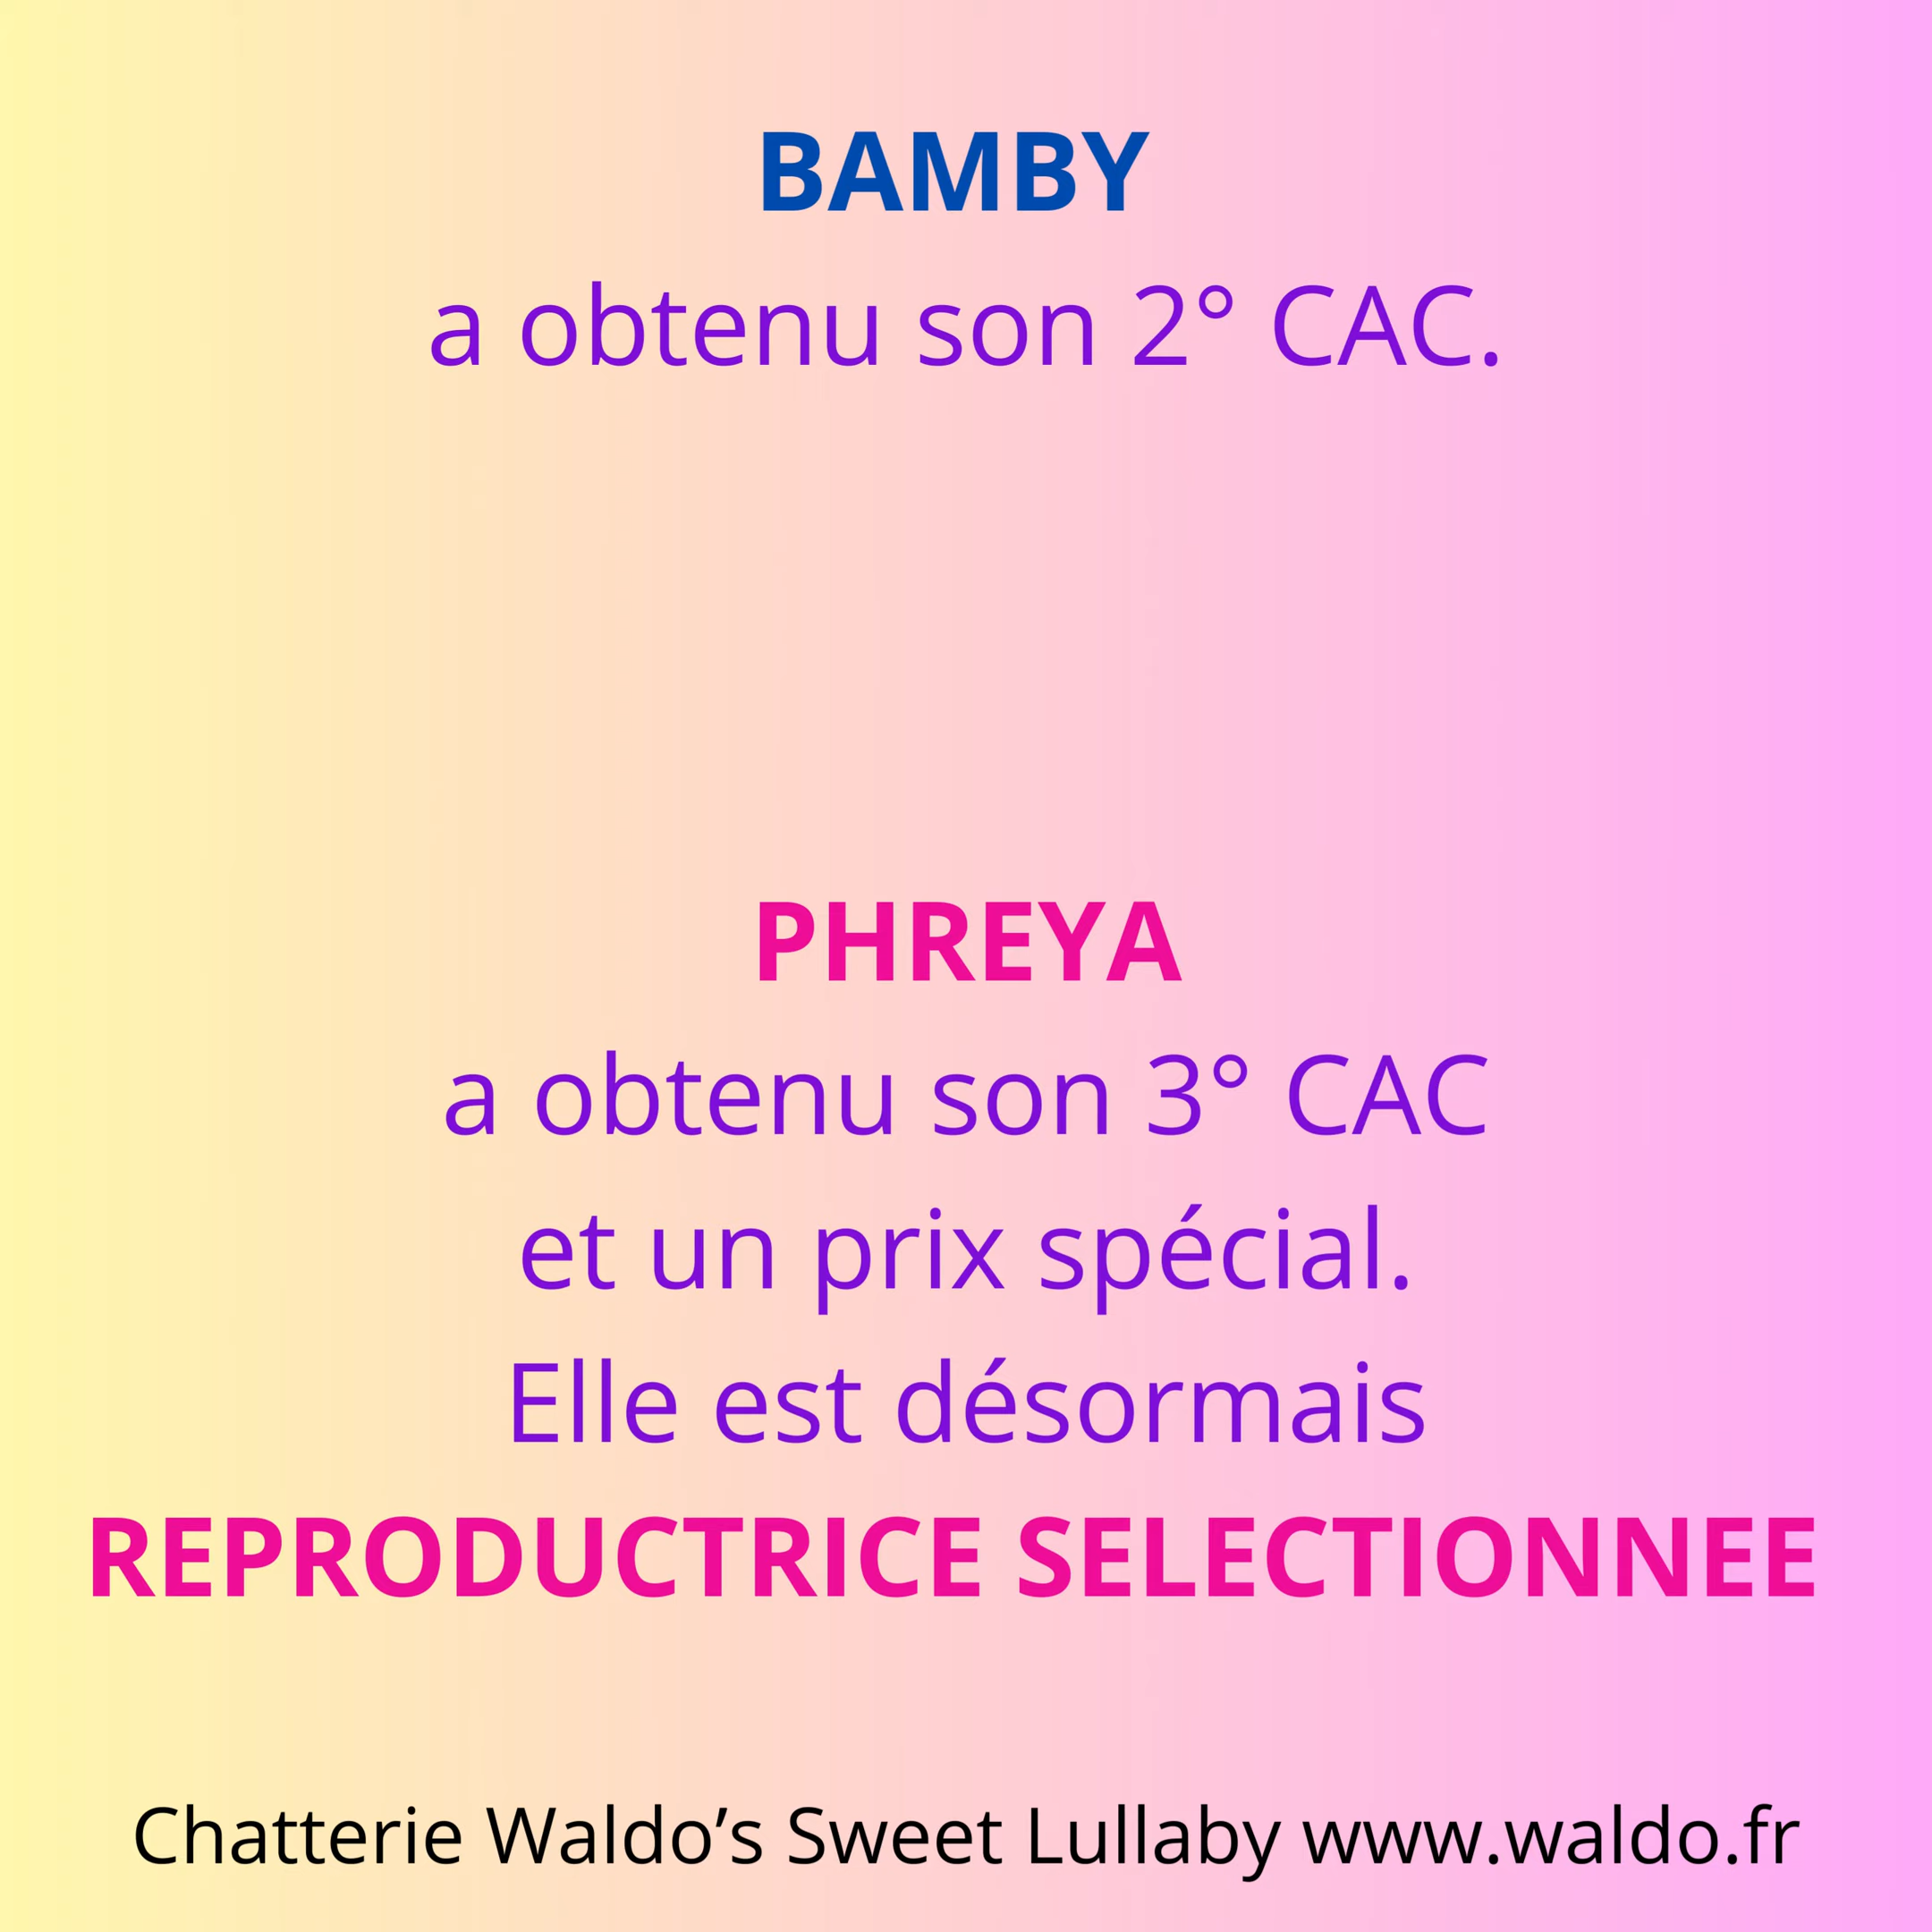 BAMBY
a obtenu son 2° CAC.
PHREYA
a obtenu son 3° CAC
et un prix spécial.
Elle est désormais
REPRODUCTRICE SELECTIONNEE
Chatterie Waldo’s Sweet Lullaby www.waldo.fr